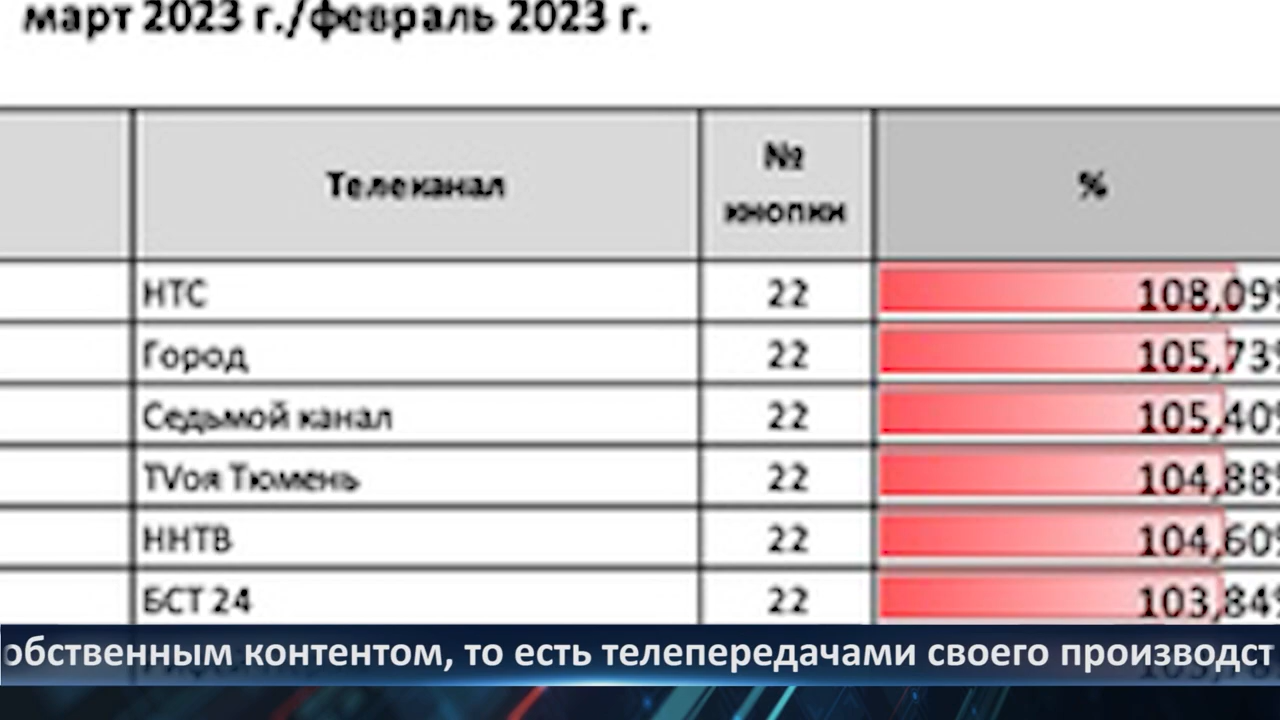 март 2023 г./февраль 2023 г.
Телеканал № кнопки %
НТС 22 108,09%
Город 22 105,73%
Седьмой канал 22 105,40%
TVоя Тюмень 22 104,88%
ННТВ 22 104,60%
БСТ 24 22 103,84%
обственным контентом, то есть телепередачами своего производст